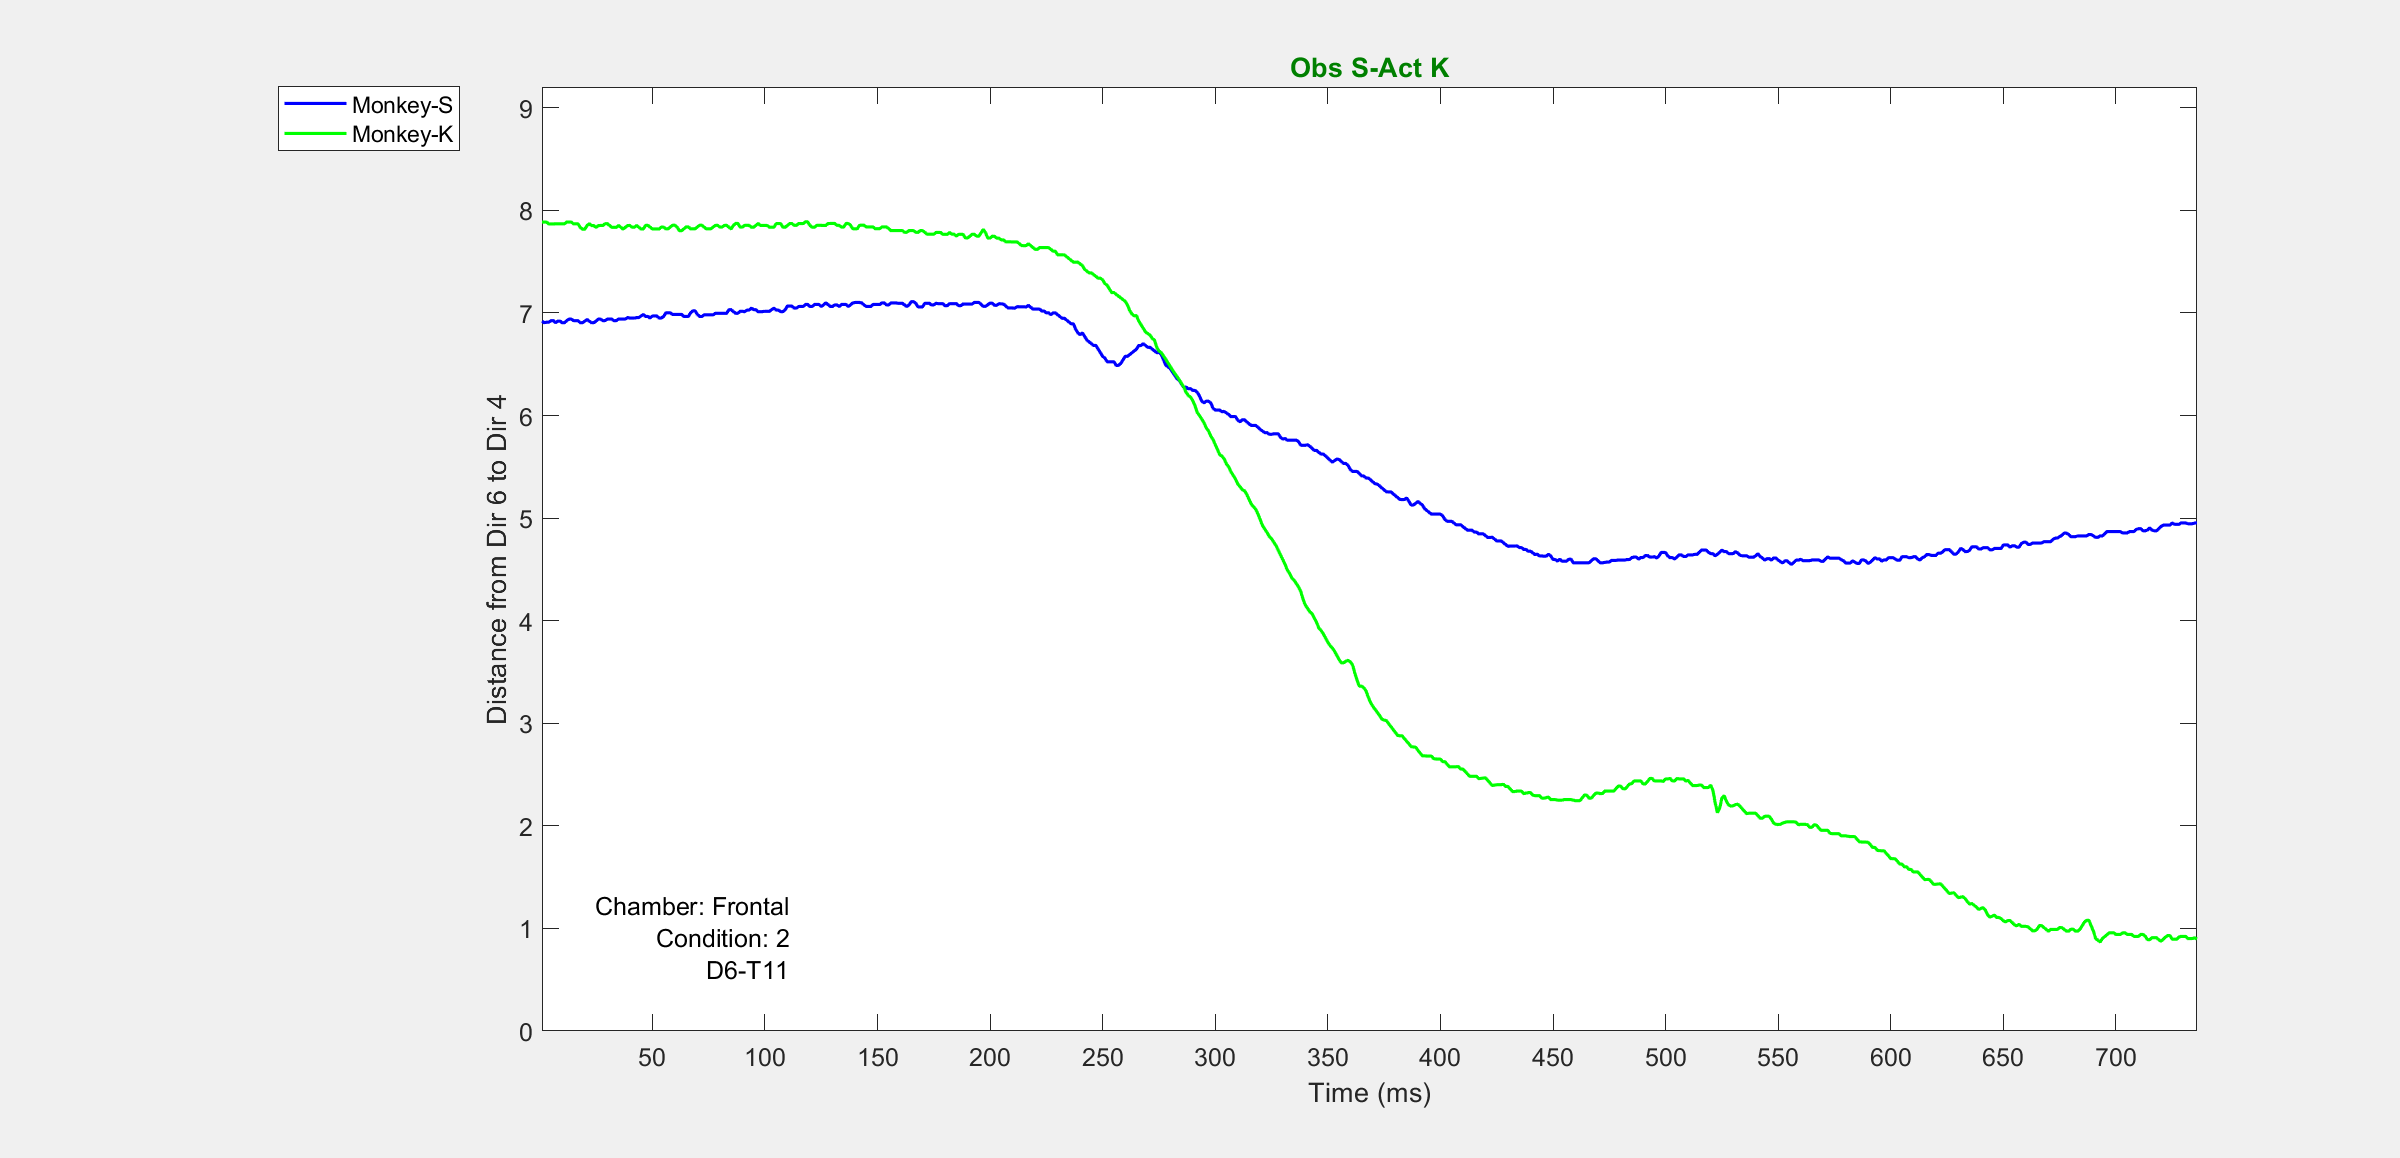 Obs S-Act K
Monkey-S
Monkey-K
Distance from Dir 6 to Dir 4
9
8
7
6
5
4
3
2
1
0
Chamber: Frontal
Condition: 2
D6-T11
50 100 150 200 250 300 350 400 450 500 550 600 650 700
Time (ms)